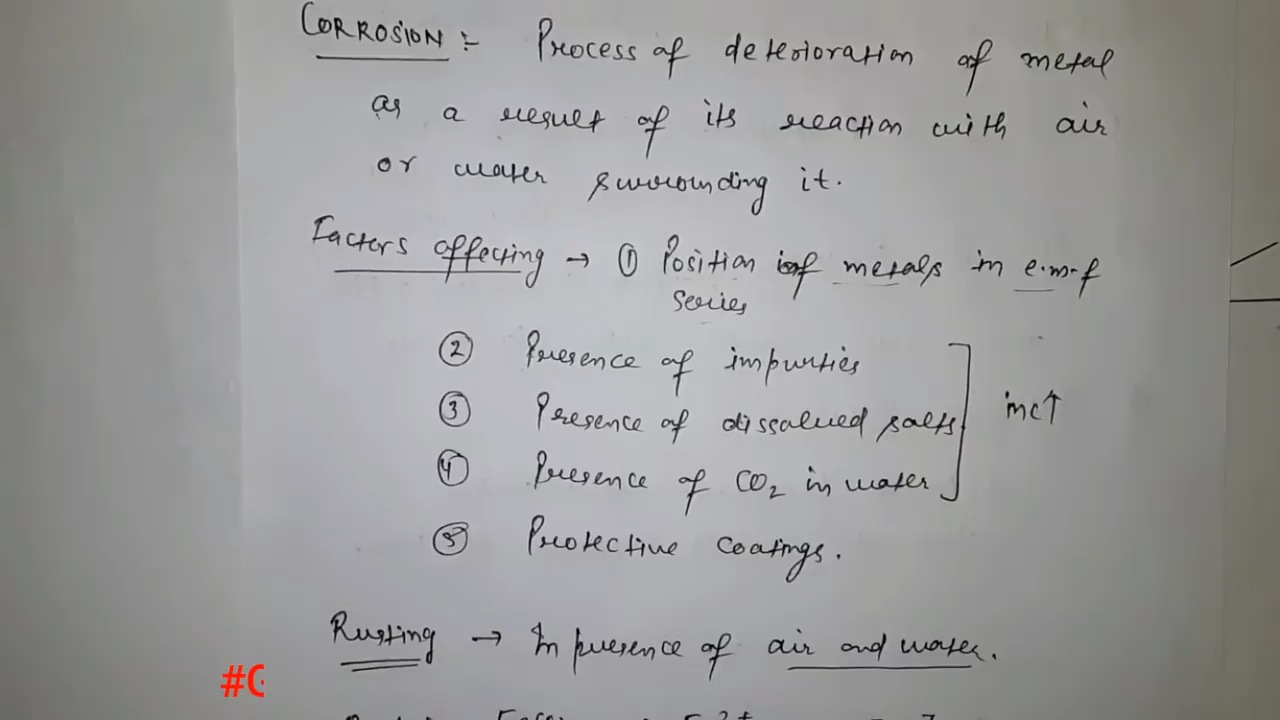 CORROSION :- Process of deterioration of metal
as a result of its reaction with air
or water surrounding it.
Factors affecting → ① Position of metals in e.m.f
series
② Presence of impurties
③ Presence of dissolved salts
④ Presence of CO₂ in water
inc↑
⑤ Protective coatings.
Rusting → In presence of air and water.